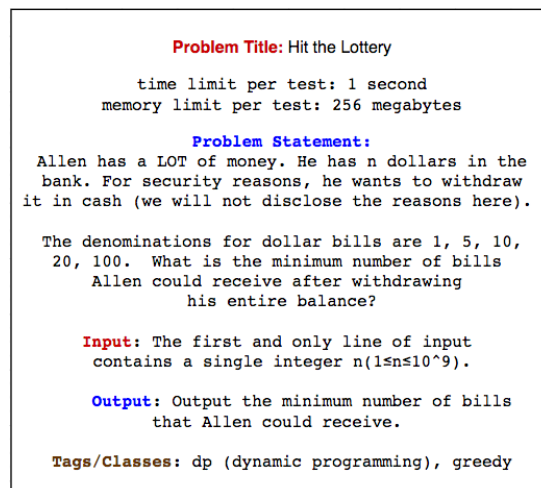 Problem Title: Hit the Lottery
time limit per test: 1 second
memory limit per test: 256 megabytes
Problem Statement:
Allen has a LOT of money. He has n dollars in the
bank. For security reasons, he wants to withdraw
it in cash (we will not disclose the reasons here).
The denominations for dollar bills are 1, 5, 10,
20, 100. What is the minimum number of bills
Allen could receive after withdrawing
his entire balance?
Input: The first and only line of input
contains a single integer n(1≤n≤10^9).
Output: Output the minimum number of bills
that Allen could receive.
Tags/Classes: dp (dynamic programming), greedy